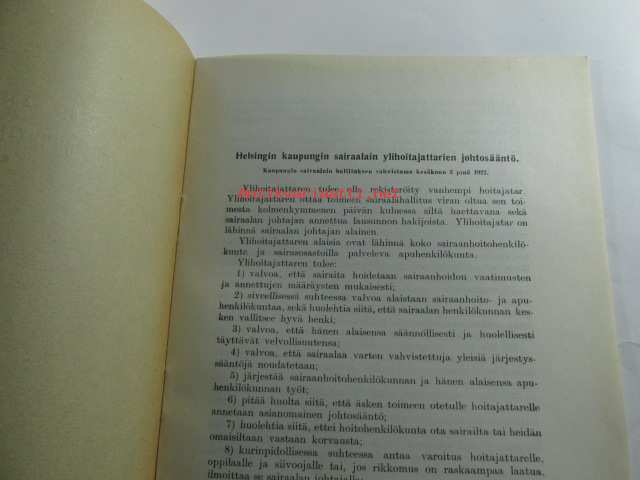 Helsingin kaupungin sairaalain ylihoitajattarien johtosääntö.
Kaupungin sairaalain hallituksen vahvistama kesäkuun 2 p:nä 1927.
Ylihoitajattaren tulee olla rekisteröity vanhempi hoitajatar.
Ylihoitajattaren ottaa toimeen sairaalahallitus viran oltua sen toi-
mesta kolmenkymmenen päivän kuluessa siltä haettavana sekä
sairaalan johtajan annettua lausunnon hakijoista. Ylihoitajatar on
lähinnä sairaalan johtajan alainen.
Ylihoitajattaren alaisia ovat lähinnä koko sairaanhoitohenkilö-
kunta ja sairasosastoilla palveleva apuhenkilökunta.
Ylihoitajattaren tulee:
1) valvoa, että sairaita hoidetaan sairaanhoidon vaatimusten
ja annettujen määräysten mukaisesti;
2) siveellisessä suhteessa valvoa alaistaan sairaanhoito- ja apu-
henkilökuntaa, sekä huolehtia siitä, että sairaalan henkilökunnan kes-
ken vallitsee hyvä henki;
3) valvoa, että hänen alaisensa säännöllisesti ja huolellisesti
täyttävät velvollisuutensa;
4) valvoa, että sairaalaa varten vahvistettuja yleisiä järjestys-
sääntöjä noudatetaan;
5) järjestää sairaanhoitohenkilökunnan ja hänen alaisensa apu-
henkilökunnan työt;
6) pitää huolta siitä, että äsken toimeen otetulle hoitajattarelle
annetaan asianomainen johtosääntö;
7) huolehtia siitä, ettei hoitohenkilökunta ota sairailta tai heidän
omaisiltaan vastaan korvausta;
8) kurinpidollisessa suhteessa antaa varoitus hoitajattarelle,
oppilaalle ja siivoojalle tai, jos rikkomus on raskaampaa laatua,
ilmoittaa se sairaalan johtajalle;